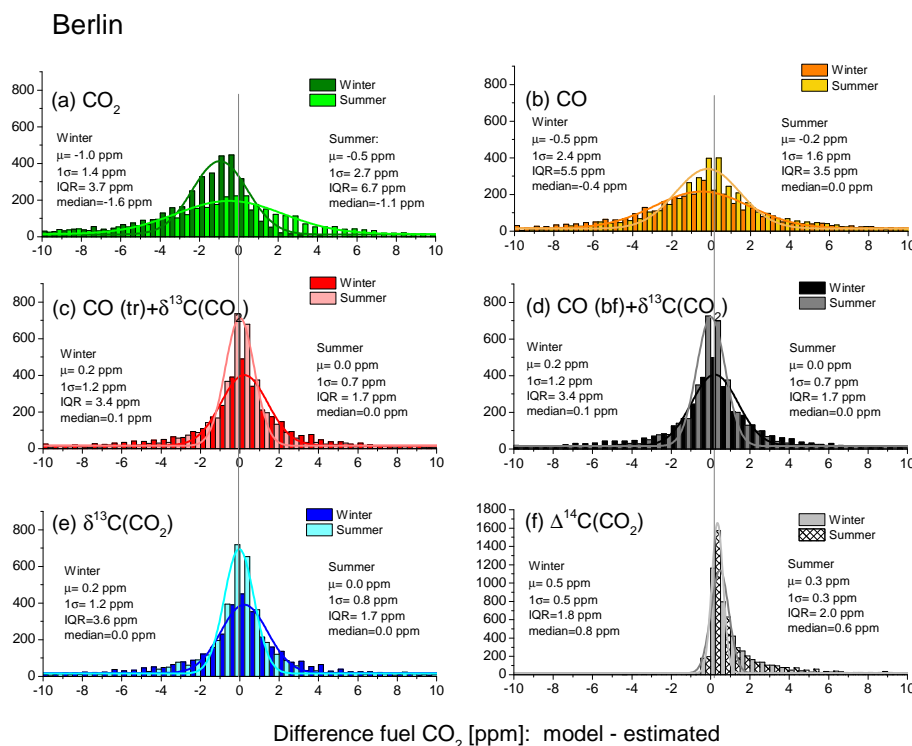 Berlin
(a) CO₂
Winter
Summer
Winter
μ= -1.0 ppm
1σ= 1.4 ppm
IQR= 3.7 ppm
median=-1.6 ppm
Summer:
μ= -0.5 ppm
1σ= 2.7 ppm
IQR= 6.7 ppm
median=-1.1 ppm
800
600
400
200
0
-10 -8 -6 -4 -2 0 2 4 6 8 10
(b) CO
Winter
Summer
Winter
μ= -0.5 ppm
1σ= 2.4 ppm
IQR=5.5 ppm
median=-0.4 ppm
Summer
μ= -0.2 ppm
1σ= 1.6 ppm
IQR= 3.5 ppm
median=0.0 ppm
800
600
400
200
0
-10 -8 -6 -4 -2 0 2 4 6 8 10
(c) CO (tr)+δ¹³C(CO₂)
Winter
Summer
Winter
μ= 0.2 ppm
1σ=1.2 ppm
IQR= 3.4 ppm
median=0.1 ppm
Summer
μ= 0.0 ppm
1σ= 0.7 ppm
IQR = 1.7 ppm
median=0.0 ppm
800
600
400
200
0
-10 -8 -6 -4 -2 0 2 4 6 8 10
(d) CO (bf)+δ¹³C(CO₂)
Winter
Summer
Winter
μ= 0.2 ppm
1σ=1.2 ppm
IQR= 3.4 ppm
median=0.1 ppm
Summer
μ= 0.0 ppm
1σ= 0.7 ppm
IQR= 1.7 ppm
median=0.0 ppm
800
600
400
200
0
-10 -8 -6 -4 -2 0 2 4 6 8 10
(e) δ¹³C(CO₂)
Winter
Summer
Winter
μ= 0.2 ppm
1σ= 1.2 ppm
IQR=3.6 ppm
median=0.0 ppm
Summer
μ= 0.0 ppm
1σ= 0.8 ppm
IQR= 1.7 ppm
median=0.0 ppm
800
600
400
200
0
-10 -8 -6 -4 -2 0 2 4 6 8 10
(f) Δ¹⁴C(CO₂)
Winter
Summer
Winter
μ= 0.5 ppm
1σ= 0.5 ppm
IQR=1.8 ppm
median=0.8 ppm
Summer
μ= 0.3 ppm
1σ= 0.3 ppm
IQR= 2.0 ppm
median=0.6 ppm
1800
1600
1400
1200
1000
800
600
400
200
0
-10 -8 -6 -4 -2 0 2 4 6 8 10
Difference fuel CO₂ [ppm]: model - estimated